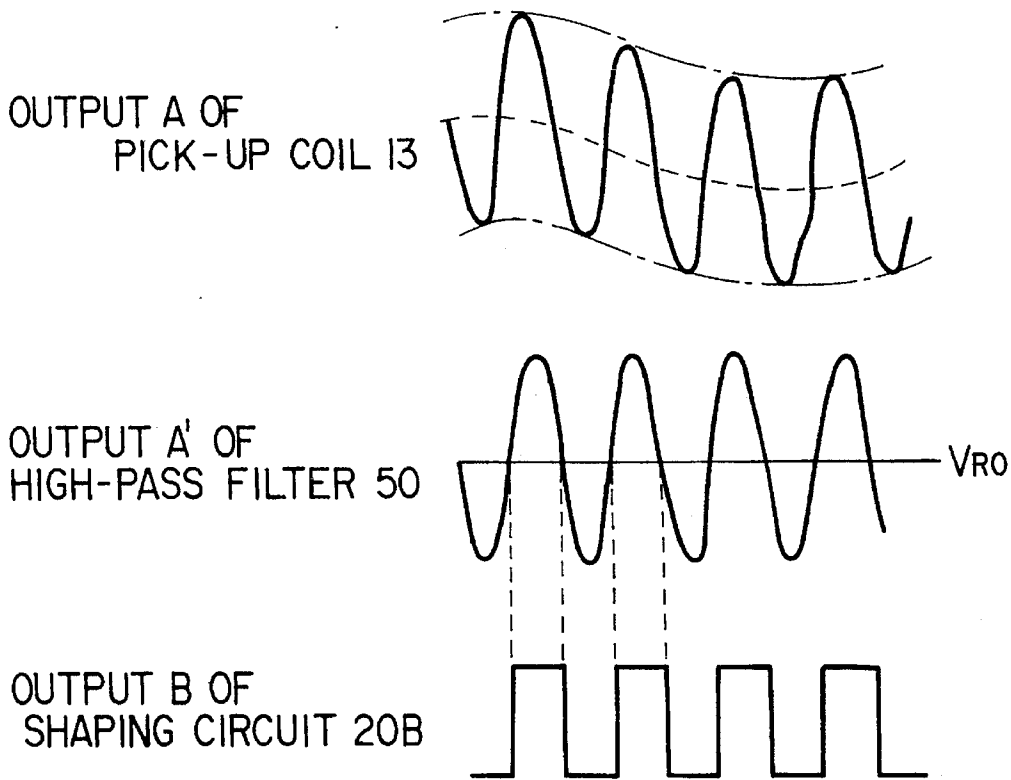 OUTPUT A OF
PICK-UP COIL 13
OUTPUT A' OF
HIGH-PASS FILTER 50
VRO
OUTPUT B OF
SHAPING CIRCUIT 20B